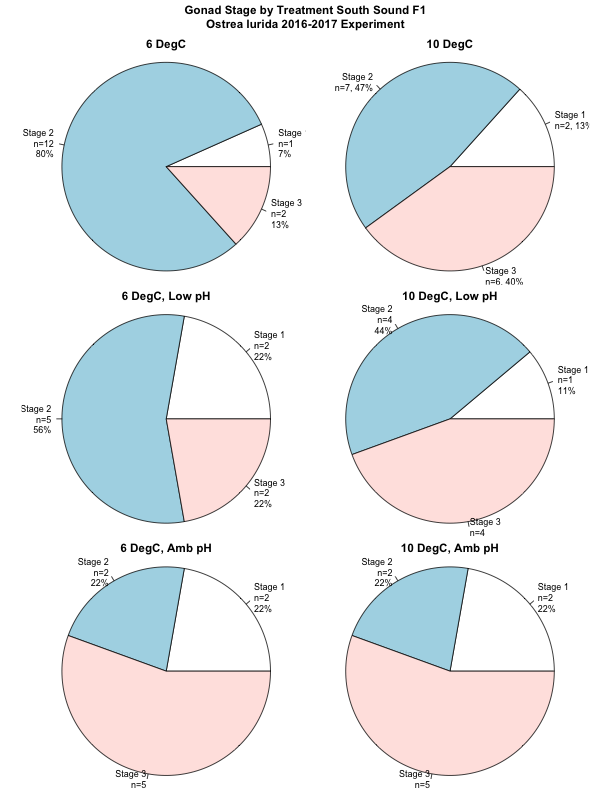 Gonad Stage by Treatment South Sound F1
Ostrea lurida 2016-2017 Experiment
6 DegC
Stage 2
n=12
80%
Stage
n=1
7%
Stage 3
n=2
13%
10 DegC
Stage 2
n=7, 47%
Stage 1
n=2, 13%
Stage 3
n=6, 40%
6 DegC, Low pH
Stage 1
n=2
22%
Stage 2
n=5
56%
Stage 3
n=2
22%
10 DegC, Low pH
Stage 2
n=4
44%
Stage 1
n=1
11%
Stage 3
n=4
6 DegC, Amb pH
Stage 2
n=2
22%
Stage 1
n=2
22%
Stage 3
n=5
10 DegC, Amb pH
Stage 2
n=2
22%
Stage 1
n=2
22%
Stage 3
n=5